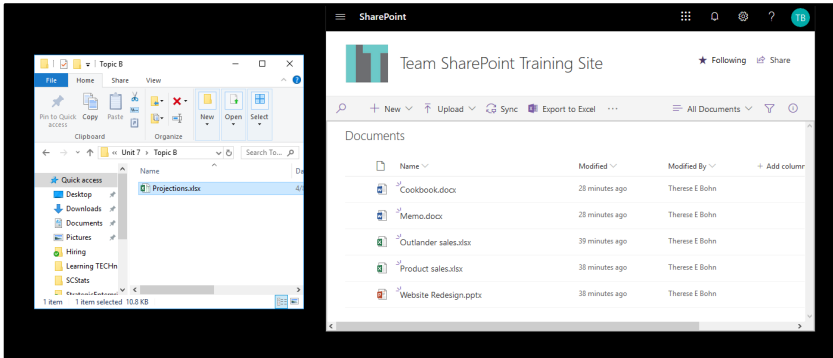 Topic B
File Home Share View
Pin to Quick access Copy Paste New Open Select
Clipboard Organize
« Unit 7 › Topic B Search To...
Quick access
Desktop
Downloads
Documents
Pictures
Hiring
Learning TECHn
SCStats
Name Da
Projections.xlsx 4/
1 item 1 item selected 10.8 KB
SharePoint ? TB
Team SharePoint Training Site Following Share
New Upload Sync Export to Excel ··· All Documents
Documents
Name Modified Modified By + Add column
Cookbook.docx 28 minutes ago Therese E Bohn
Memo.docx 28 minutes ago Therese E Bohn
Outlander sales.xlsx 39 minutes ago Therese E Bohn
Product sales.xlsx 38 minutes ago Therese E Bohn
Website Redesign.pptx 38 minutes ago Therese E Bohn